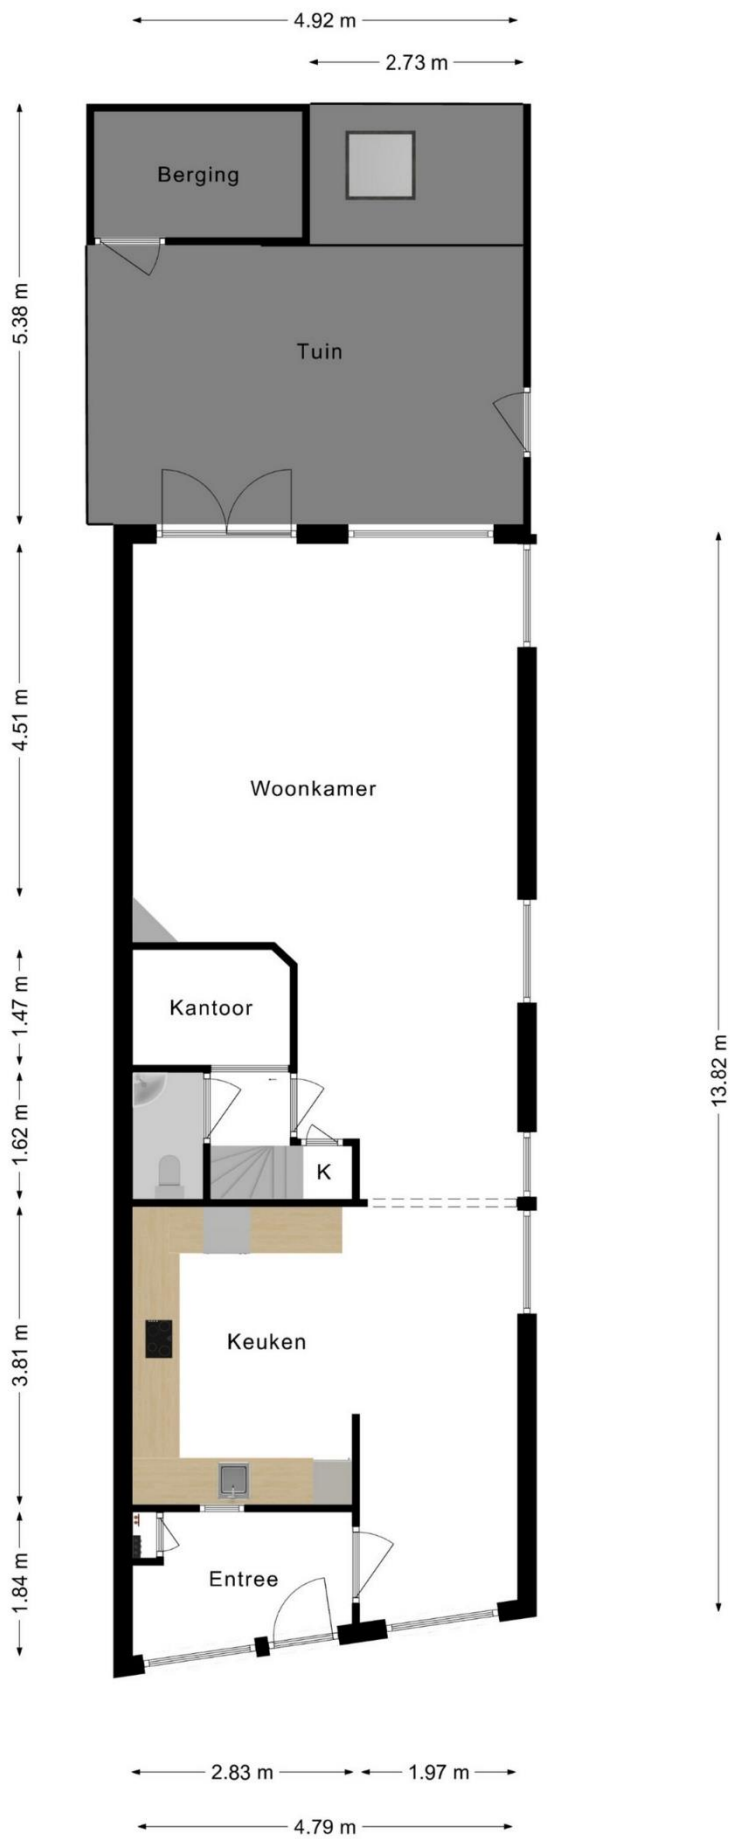 4.92 m
2.73 m
Berging
5.38 m
Tuin
4.51 m
Woonkamer
1.47 m
Kantoor
13.82 m
1.62 m
K
3.81 m
Keuken
1.84 m
Entree
2.83 m
1.97 m
4.79 m